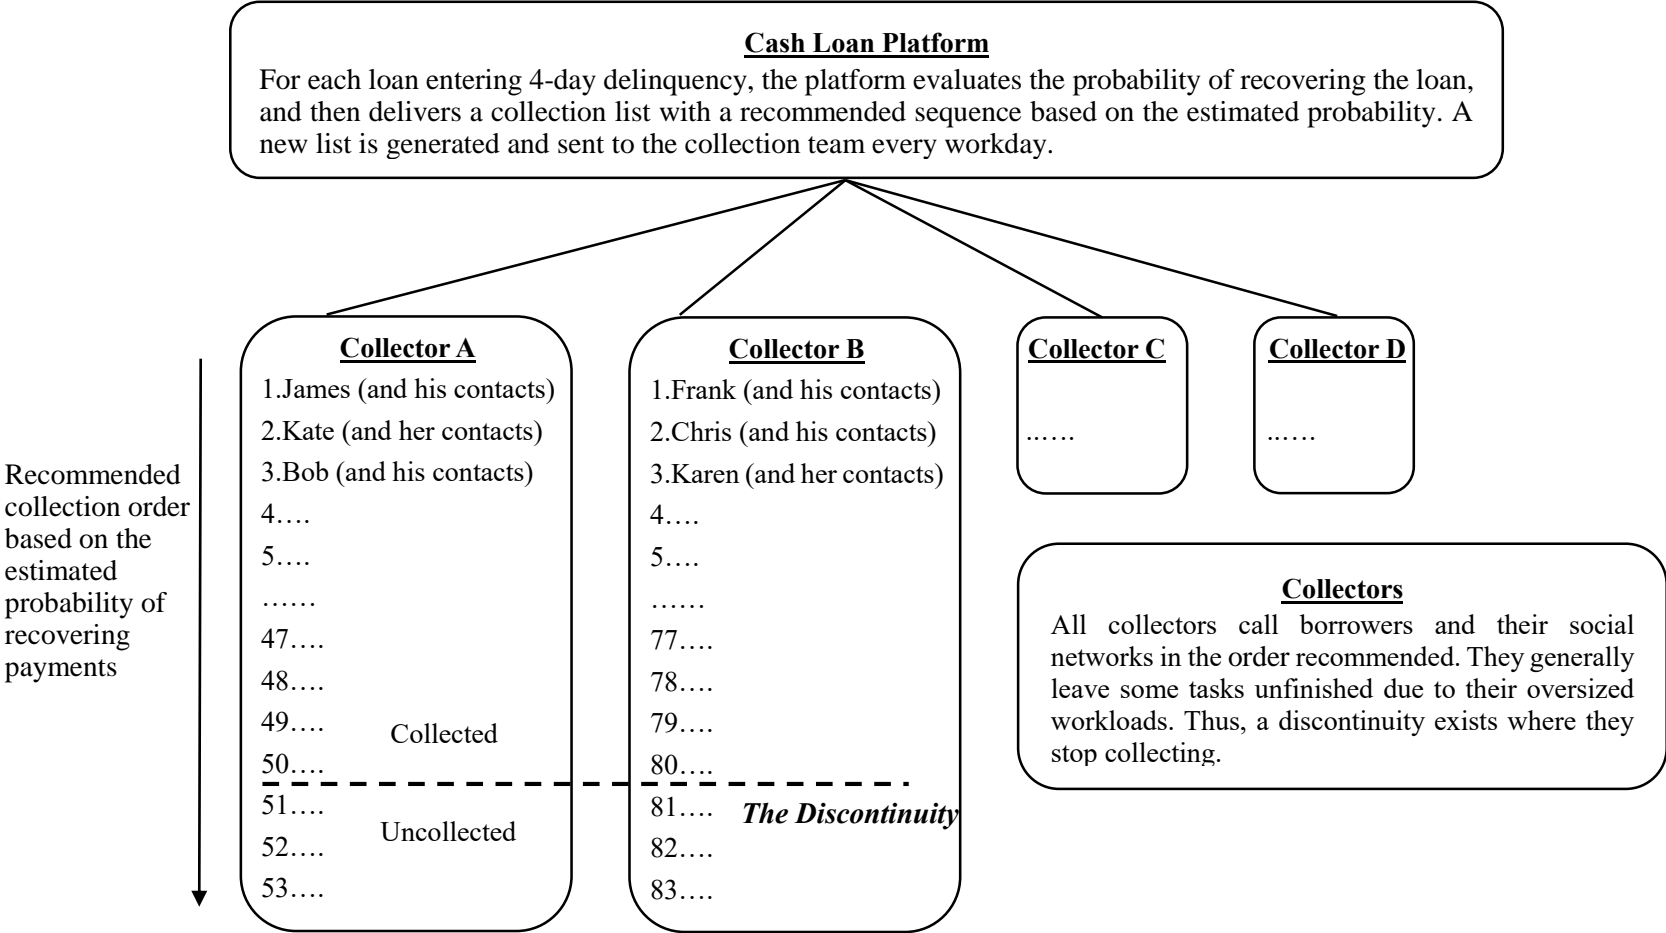 Cash Loan Platform
For each loan entering 4-day delinquency, the platform evaluates the probability of recovering the loan,
and then delivers a collection list with a recommended sequence based on the estimated probability. A
new list is generated and sent to the collection team every workday.
Recommended
collection order
based on the
estimated
probability of
recovering
payments
Collector A
1.James (and his contacts)
2.Kate (and her contacts)
3.Bob (and his contacts)
4….
5….
……
47….
48….
49….
Collected
50….
51….
Uncollected
52….
53….
Collector B
1.Frank (and his contacts)
2.Chris (and his contacts)
3.Karen (and her contacts)
4….
5….
……
77….
78….
79….
80….
81….
The Discontinuity
82….
83….
Collector C
……
Collector D
……
Collectors
All collectors call borrowers and their social
networks in the order recommended. They generally
leave some tasks unfinished due to their oversized
workloads. Thus, a discontinuity exists where they
stop collecting.